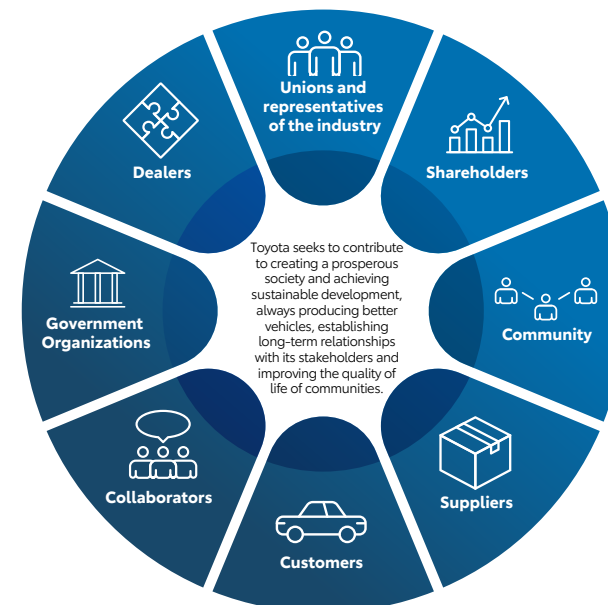 Unions and
representatives
of the industry
Shareholders
Community
Suppliers
Customers
Collaborators
Government
Organizations
Dealers
Toyota seeks to contribute
to creating a prosperous
society and achieving
sustainable development,
always producing better
vehicles, establishing
long-term relationships
with its stakeholders and
improving the quality of
life of communities.